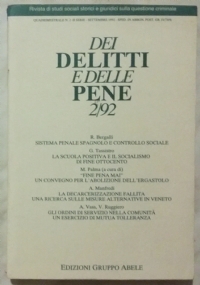 Rivista di studi sociali storici e giuridici sulla questione criminale
DEI
DELITTI
E DELLE
PENE
2/92
R. Bergalli
SISTEMA PENALE SPAGNOLO E CONTROLLO SOCIALE
LA SCUOLA POSITIVA E IL SOCIALISMO
DI FINE OTTOCENTO
M. Palma (a cura di)
"FINE PENA MAI"
UN CONVEGNO PER L'ABOLIZIONE DELL'ERGASTOLO
A. Manfredi
LA DECARCERIZZAZIONE FALLITA
UNA RICERCA SULLE MISURE ALTERNATIVE IN VENETO
A. Vass, V. Ruggiero
GLI ORDINI DI SERVIZIO NELLA COMUNITÀ
UN ESERCIZIO DI MUTUA TOLLERANZA
EDIZIONI GRUPPO ABELE